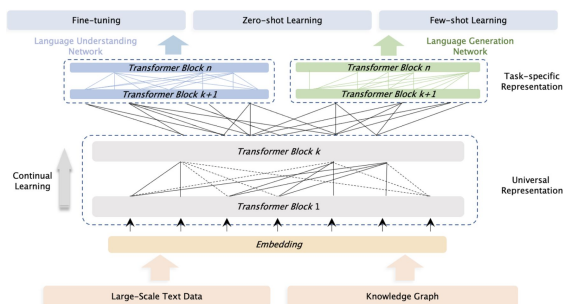 Fine-tuning
Zero-shot Learning
Few-shot Learning
Language Understanding
Network
Language Generation
Network
Transformer Block n
Transformer Block n
Task-specific
Representation
Transformer Block k+1
Transformer Block k+1
Transformer Block k
Continual
Learning
Universal
Representation
Transformer Block 1
Embedding
Large-Scale Text Data
Knowledge Graph